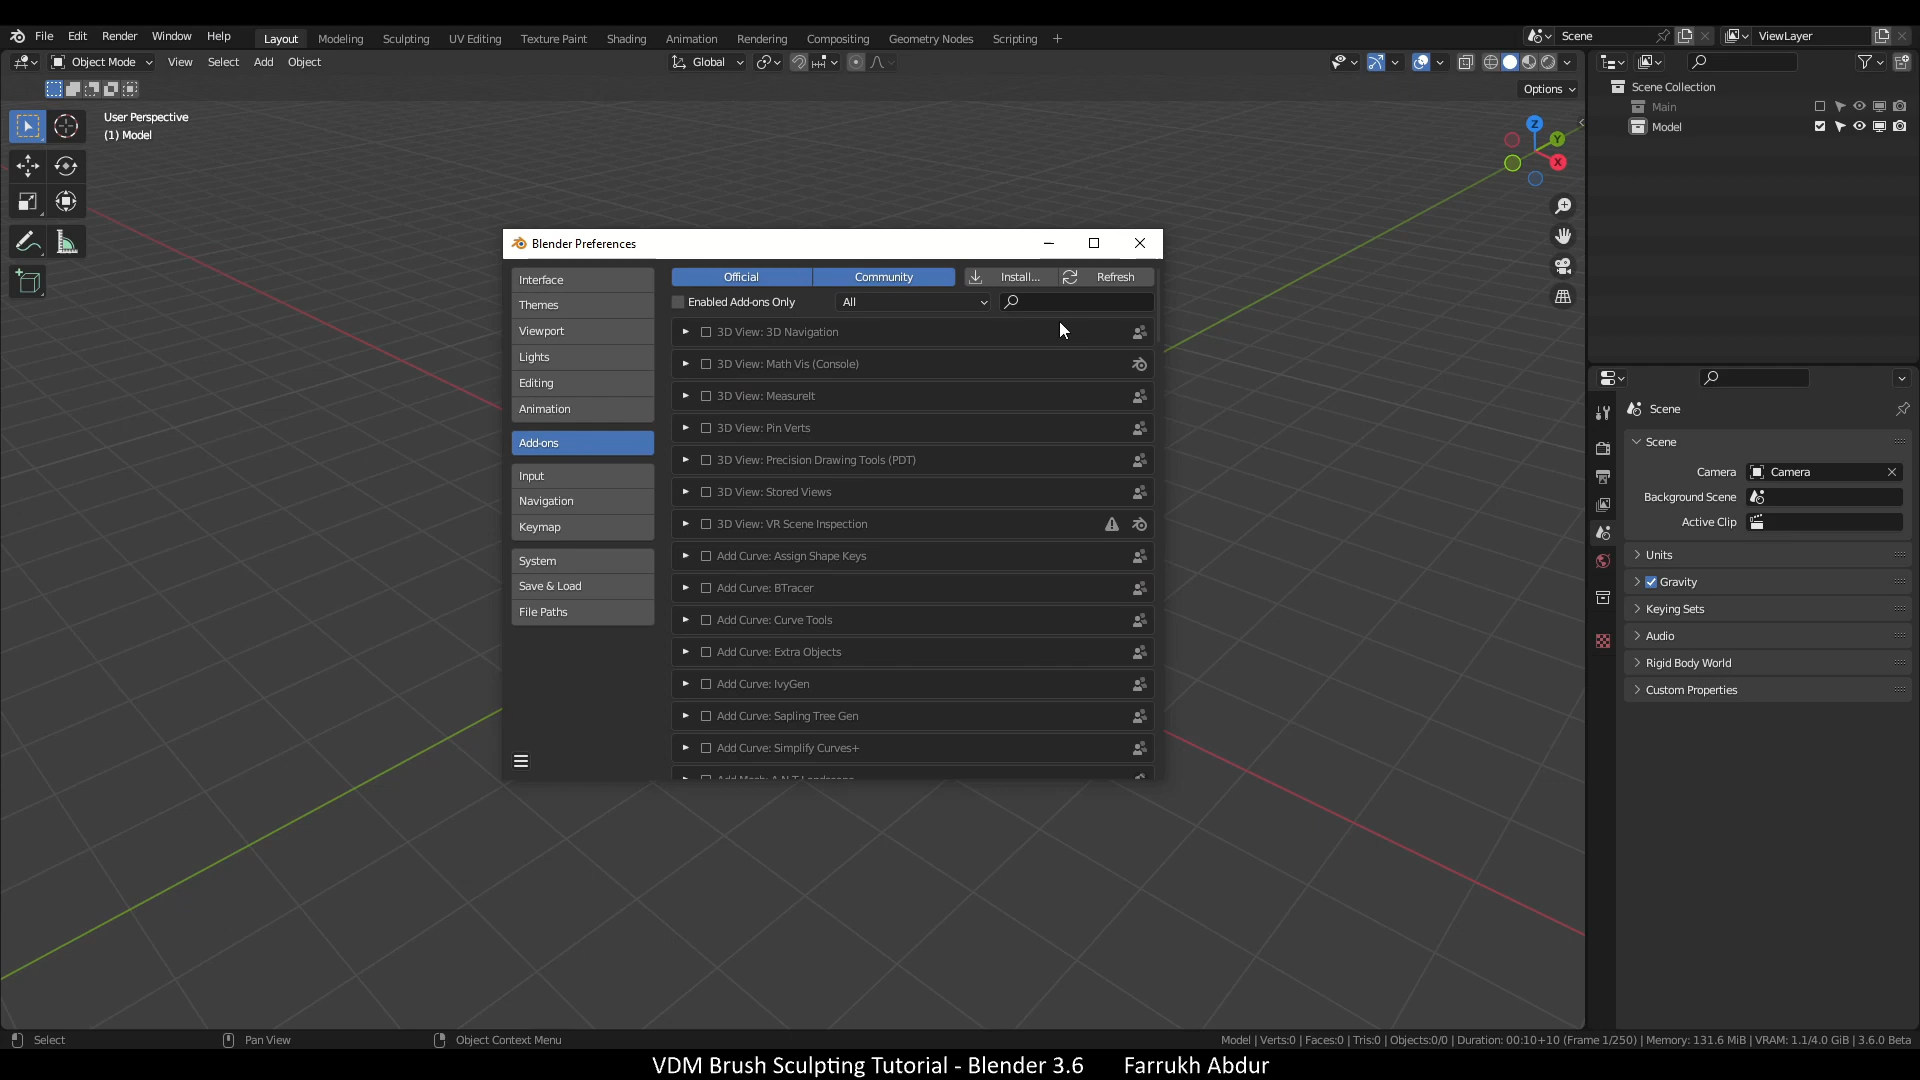 File Edit Render Window Help Layout Modeling Sculpting UV Editing Texture Paint Shading Animation Rendering Compositing Geometry Nodes Scripting + Scene ViewLayer
Object Mode View Select Add Object Global
Options
User Perspective
(1) Model
Z
Y
X
Scene Collection
Main
Model
Blender Preferences
Interface
Themes
Viewport
Lights
Editing
Animation
Add-ons
Input
Navigation
Keymap
System
Save & Load
File Paths
Official Community Install... Refresh
Enabled Add-ons Only All
3D View: 3D Navigation
3D View: Math Vis (Console)
3D View: MeasureIt
3D View: Pin Verts
3D View: Precision Drawing Tools (PDT)
3D View: Stored Views
3D View: VR Scene Inspection
Add Curve: Assign Shape Keys
Add Curve: BTracer
Add Curve: Curve Tools
Add Curve: Extra Objects
Add Curve: IvyGen
Add Curve: Sapling Tree Gen
Add Curve: Simplify Curves+
Add Mesh: A.N.T.Landscape
Scene
Scene
Camera Camera
Background Scene
Active Clip
Units
Gravity
Keying Sets
Audio
Rigid Body World
Custom Properties
Select Pan View Object Context Menu Model | Verts:0 | Faces:0 | Tris:0 | Objects:0/0 | Duration: 00:10+10 (Frame 1/250) | Memory: 131.6 MiB | VRAM: 1.1/4.0 GiB | 3.6.0 Beta
VDM Brush Sculpting Tutorial - Blender 3.6 Farrukh Abdur